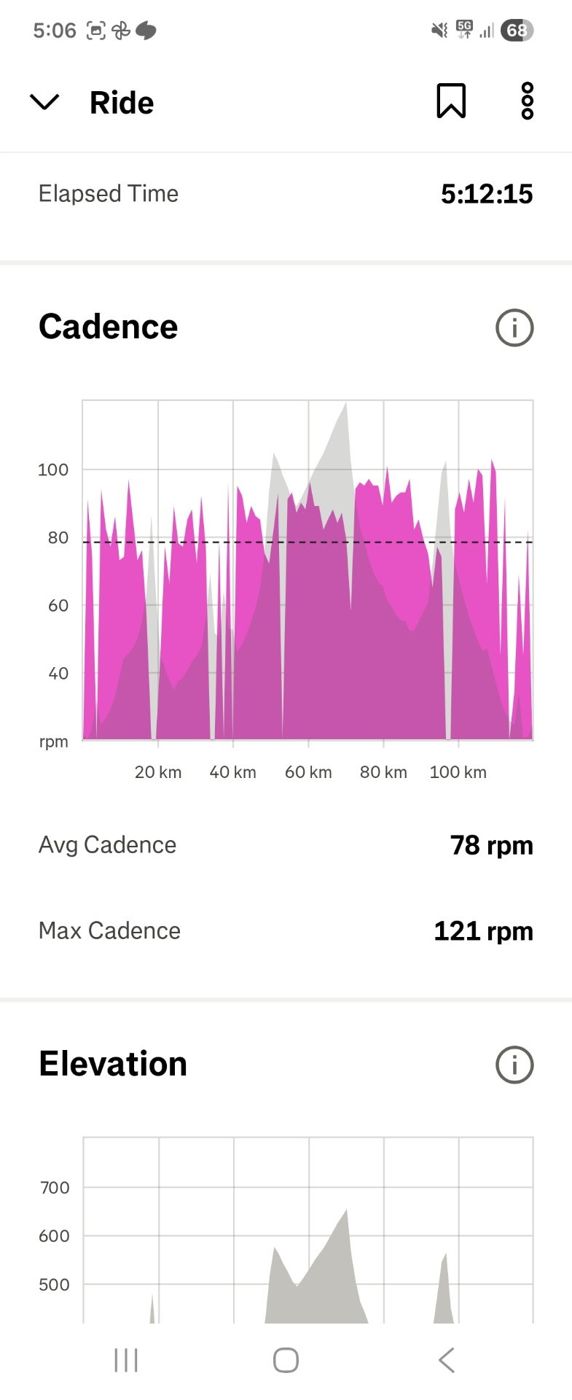 5:06 5G 68
Ride
Elapsed Time 5:12:15
Cadence
100
80
60
40
rpm
20 km 40 km 60 km 80 km 100 km
Avg Cadence 78 rpm
Max Cadence 121 rpm
Elevation
700
600
500